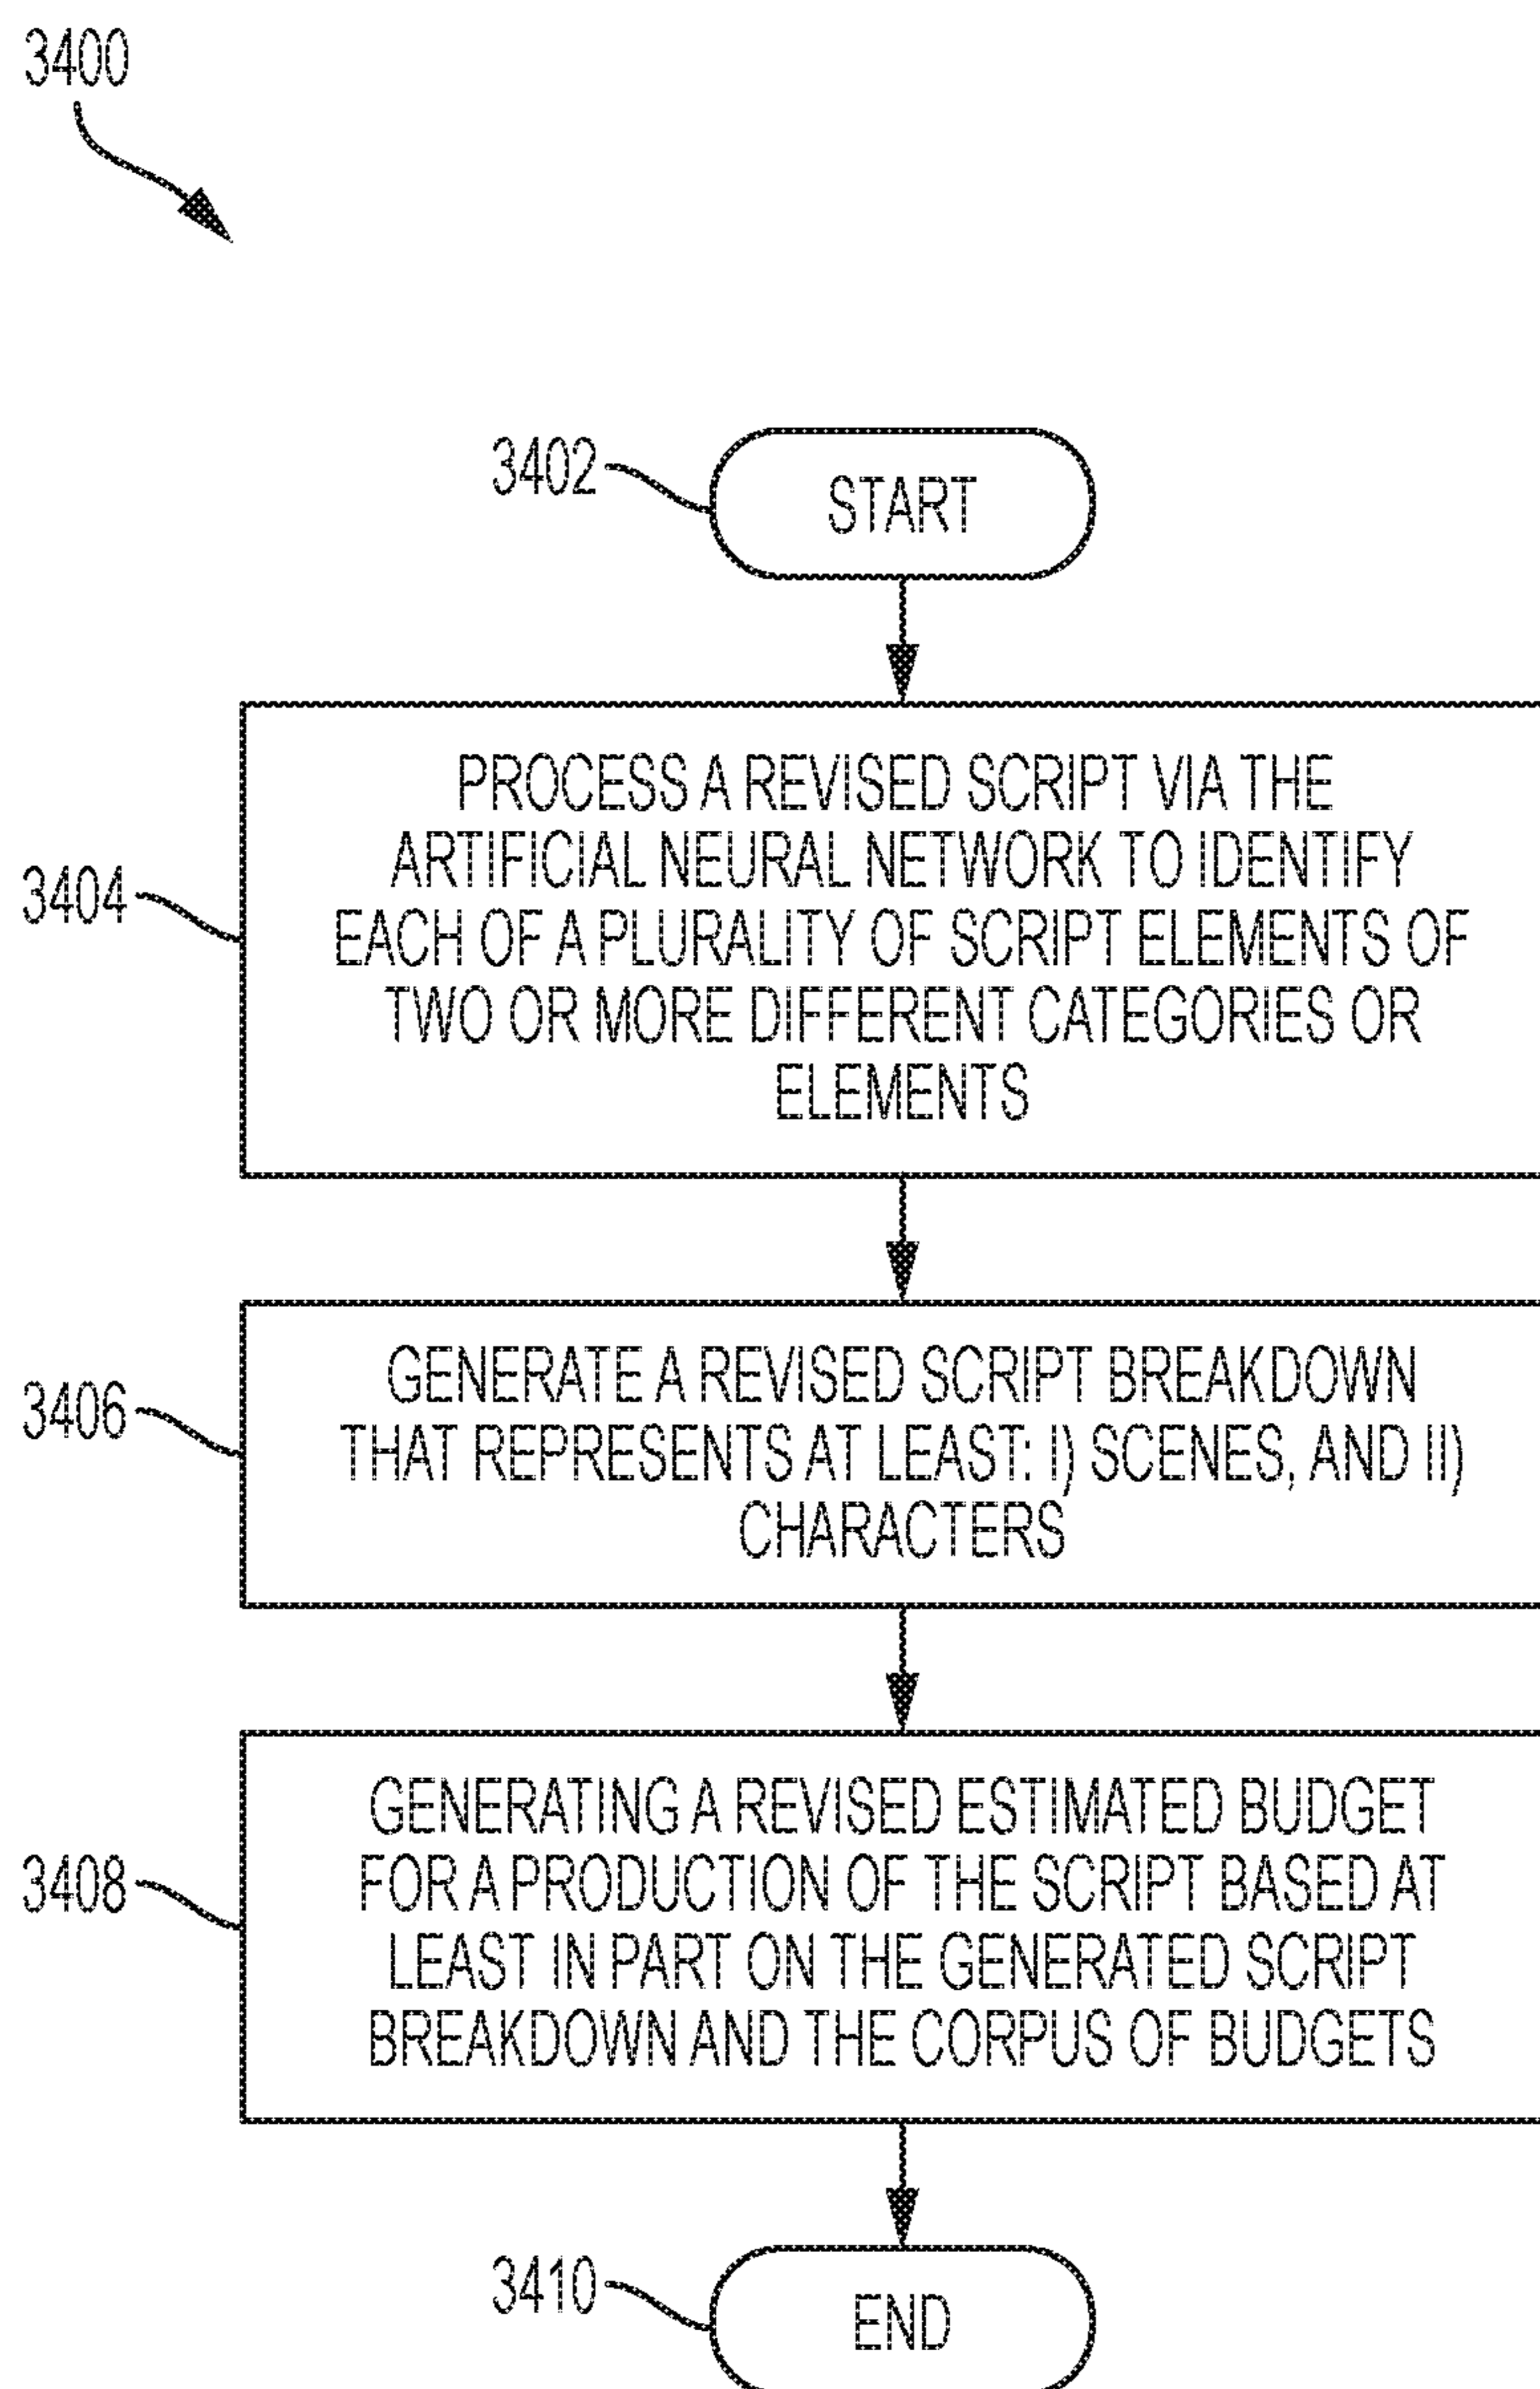 3400
3402
START
3404
PROCESS A REVISED SCRIPT VIA THE
ARTIFICIAL NEURAL NETWORK TO IDENTIFY
EACH OF A PLURALITY OF SCRIPT ELEMENTS OF
TWO OR MORE DIFFERENT CATEGORIES OR
ELEMENTS
3406
GENERATE A REVISED SCRIPT BREAKDOWN
THAT REPRESENTS AT LEAST: I) SCENES, AND II)
CHARACTERS
3408
GENERATING A REVISED ESTIMATED BUDGET
FOR A PRODUCTION OF THE SCRIPT BASED AT
LEAST IN PART ON THE GENERATED SCRIPT
BREAKDOWN AND THE CORPUS OF BUDGETS
3410
END